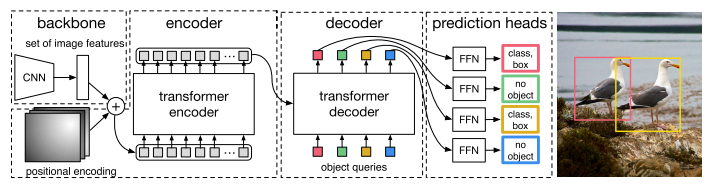 backbone
set of image features
CNN
+
positional encoding
encoder
...
transformer
encoder
...
decoder
transformer
decoder
object queries
prediction heads
FFN
class,
box
FFN
no
object
FFN
class,
box
FFN
no
object